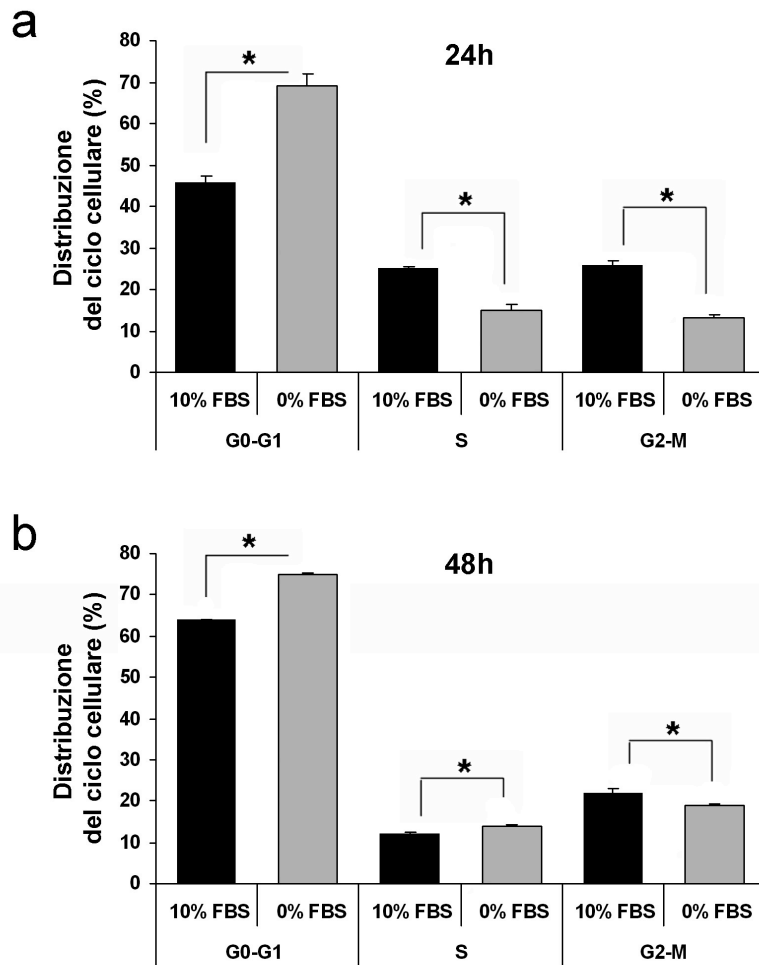 a
24h
*
*
*
Distribuzione
del ciclo cellulare (%)
80
70
60
50
40
30
20
10
0
10% FBS 0% FBS 10% FBS 0% FBS 10% FBS 0% FBS
G0-G1 S G2-M
b
48h
*
*
*
Distribuzione
del ciclo cellulare (%)
80
70
60
50
40
30
20
10
0
10% FBS 0% FBS 10% FBS 0% FBS 10% FBS 0% FBS
G0-G1 S G2-M